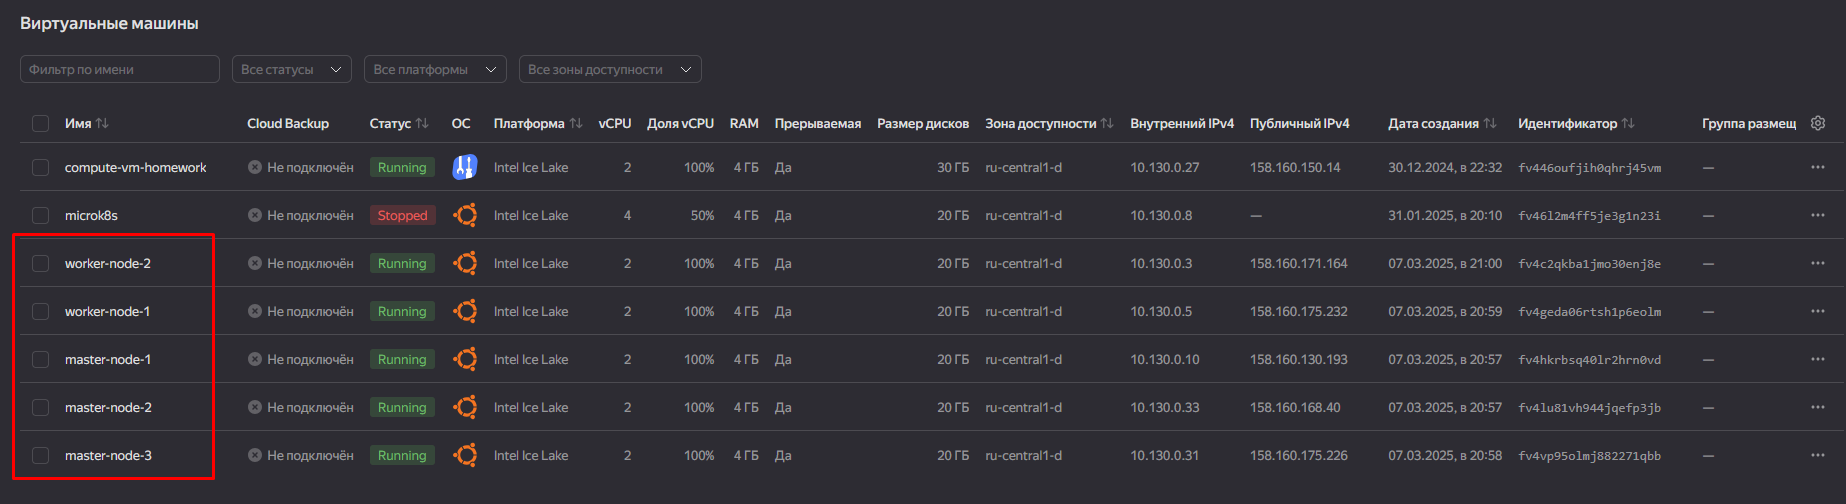 Виртуальные машины
Фильтр по имени Все статусы Все платформы Все зоны доступности
Имя Cloud Backup Статус ОС Платформа vCPU Доля vCPU RAM Прерываемая Размер дисков Зона доступности Внутренний IPv4 Публичный IPv4 Дата создания Идентификатор Группа размещ
compute-vm-homework Не подключён Running Intel Ice Lake 2 100% 4 ГБ Да 30 ГБ ru-central1-d 10.130.0.27 158.160.150.14 30.12.2024, в 22:32 fv446oufjih0qhrj45vm —
microk8s Не подключён Stopped Intel Ice Lake 4 50% 4 ГБ Да 20 ГБ ru-central1-d 10.130.0.8 — 31.01.2025, в 20:10 fv46l2m4ff5je3g1n23i —
worker-node-2 Не подключён Running Intel Ice Lake 2 100% 4 ГБ Да 20 ГБ ru-central1-d 10.130.0.3 158.160.171.164 07.03.2025, в 21:00 fv4c2qkba1jmo30enj8e —
worker-node-1 Не подключён Running Intel Ice Lake 2 100% 4 ГБ Да 20 ГБ ru-central1-d 10.130.0.5 158.160.175.232 07.03.2025, в 20:59 fv4geda06rtsh1p6eolm —
master-node-1 Не подключён Running Intel Ice Lake 2 100% 4 ГБ Да 20 ГБ ru-central1-d 10.130.0.10 158.160.130.193 07.03.2025, в 20:57 fv4hkrbsq40lr2hrn0vd —
master-node-2 Не подключён Running Intel Ice Lake 2 100% 4 ГБ Да 20 ГБ ru-central1-d 10.130.0.33 158.160.168.40 07.03.2025, в 20:57 fv4lu81vh944jqefp3jb —
master-node-3 Не подключён Running Intel Ice Lake 2 100% 4 ГБ Да 20 ГБ ru-central1-d 10.130.0.31 158.160.175.226 07.03.2025, в 20:58 fv4vp95olmj882271qbb —